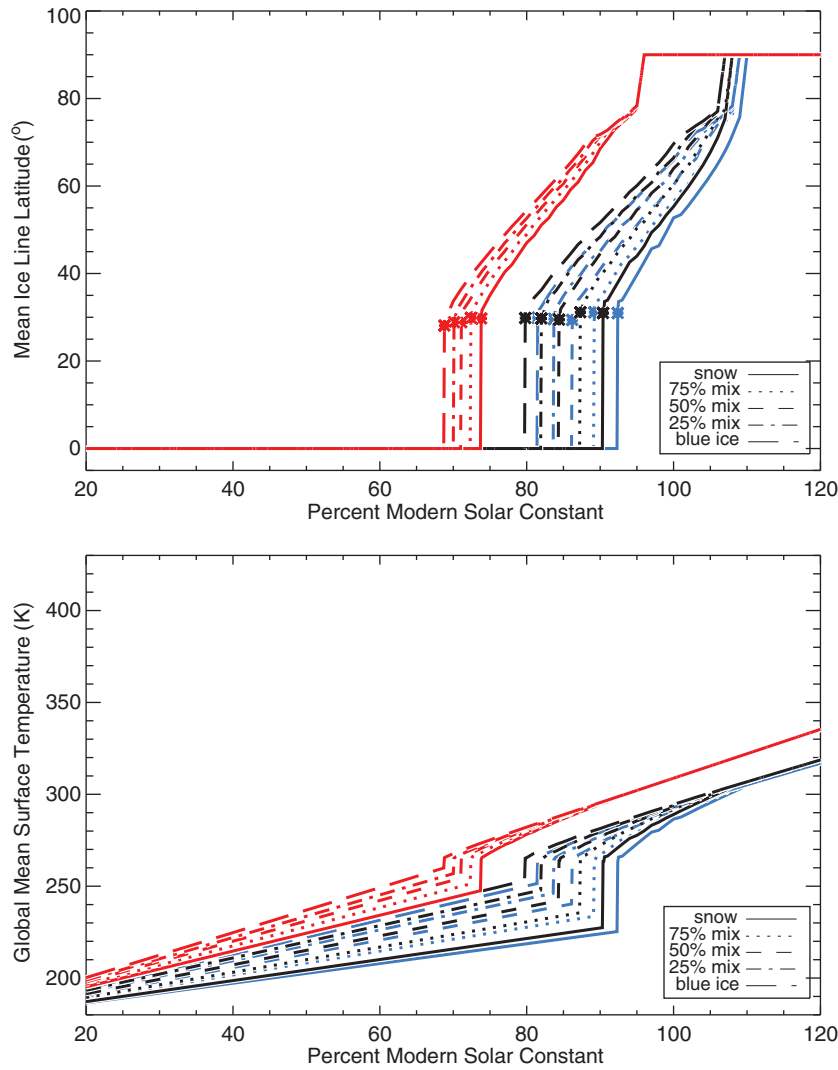 100
80
60
40
20
0
Mean Ice Line Latitude (°)
snow
75% mix
50% mix
25% mix
blue ice
20 40 60 80 100 120
Percent Modern Solar Constant
400
350
300
250
200
Global Mean Surface Temperature (K)
snow
75% mix
50% mix
25% mix
blue ice
20 40 60 80 100 120
Percent Modern Solar Constant